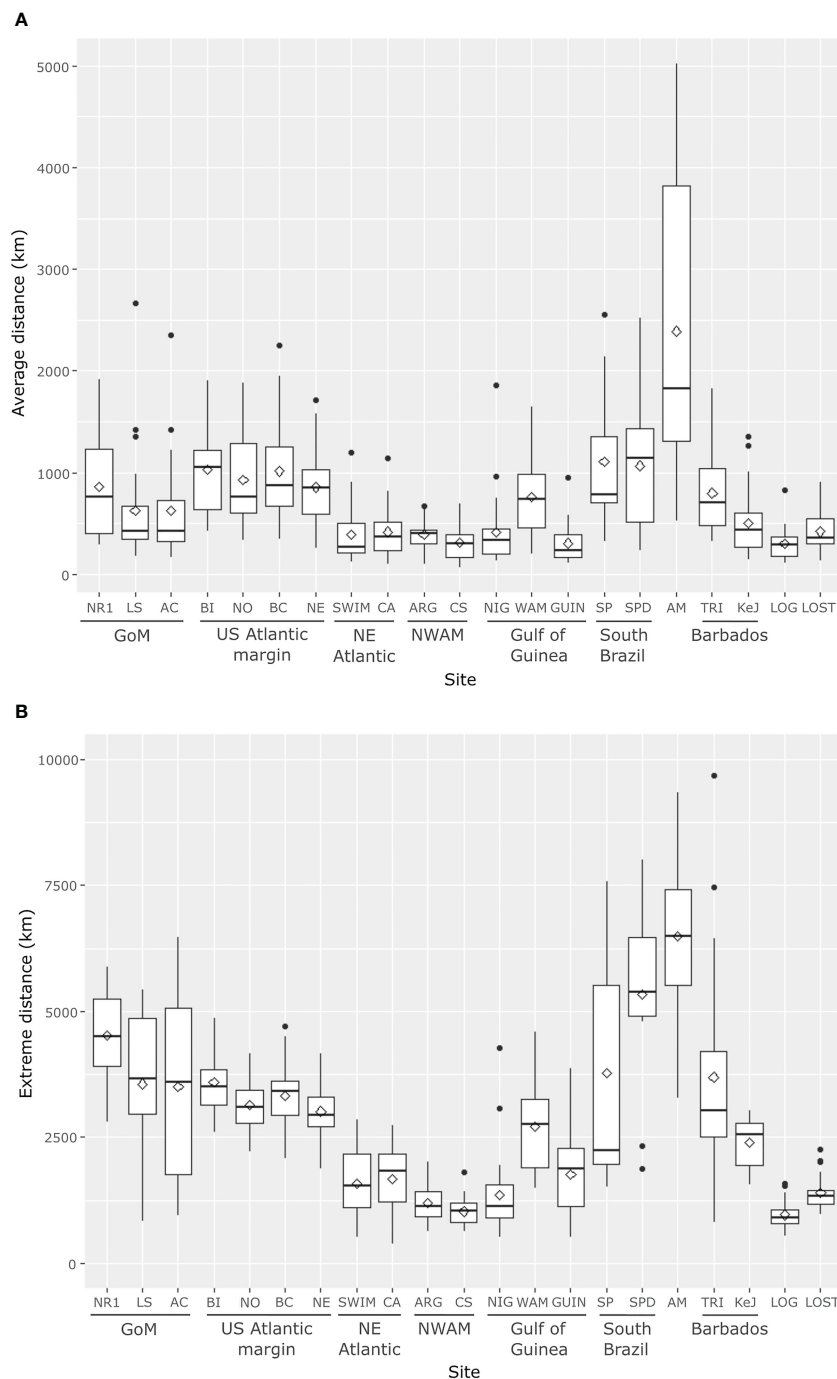 A
5000
4000
3000
2000
1000
0
Average distance (km)
NR1 LS AC BI NO BC NE SWIM CA ARG CS NIG WAM GUIN SP SPD AM TRI KeJ LOG LOST
GoM US Atlantic margin NE Atlantic NWAM Gulf of Guinea South Brazil Barbados
Site
B
10000
7500
5000
2500
0
Extreme distance (km)
NR1 LS AC BI NO BC NE SWIM CA ARG CS NIG WAM GUIN SP SPD AM TRI KeJ LOG LOST
GoM US Atlantic margin NE Atlantic NWAM Gulf of Guinea South Brazil Barbados
Site